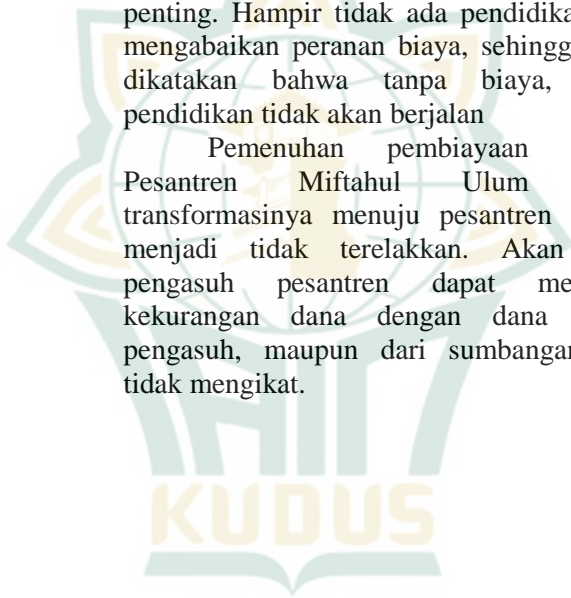 penting. Hampir tidak ada pendidika
mengabaikan peranan biaya, sehingg
dikatakan bahwa tanpa biaya,
pendidikan tidak akan berjalan
Pemenuhan pembiayaan
Pesantren Miftahul Ulum
transformasinya menuju pesantren
menjadi tidak terelakkan. Akan
pengasuh pesantren dapat me
kekurangan dana dengan dana
pengasuh, maupun dari sumbangan
tidak mengikat.
KUDUS